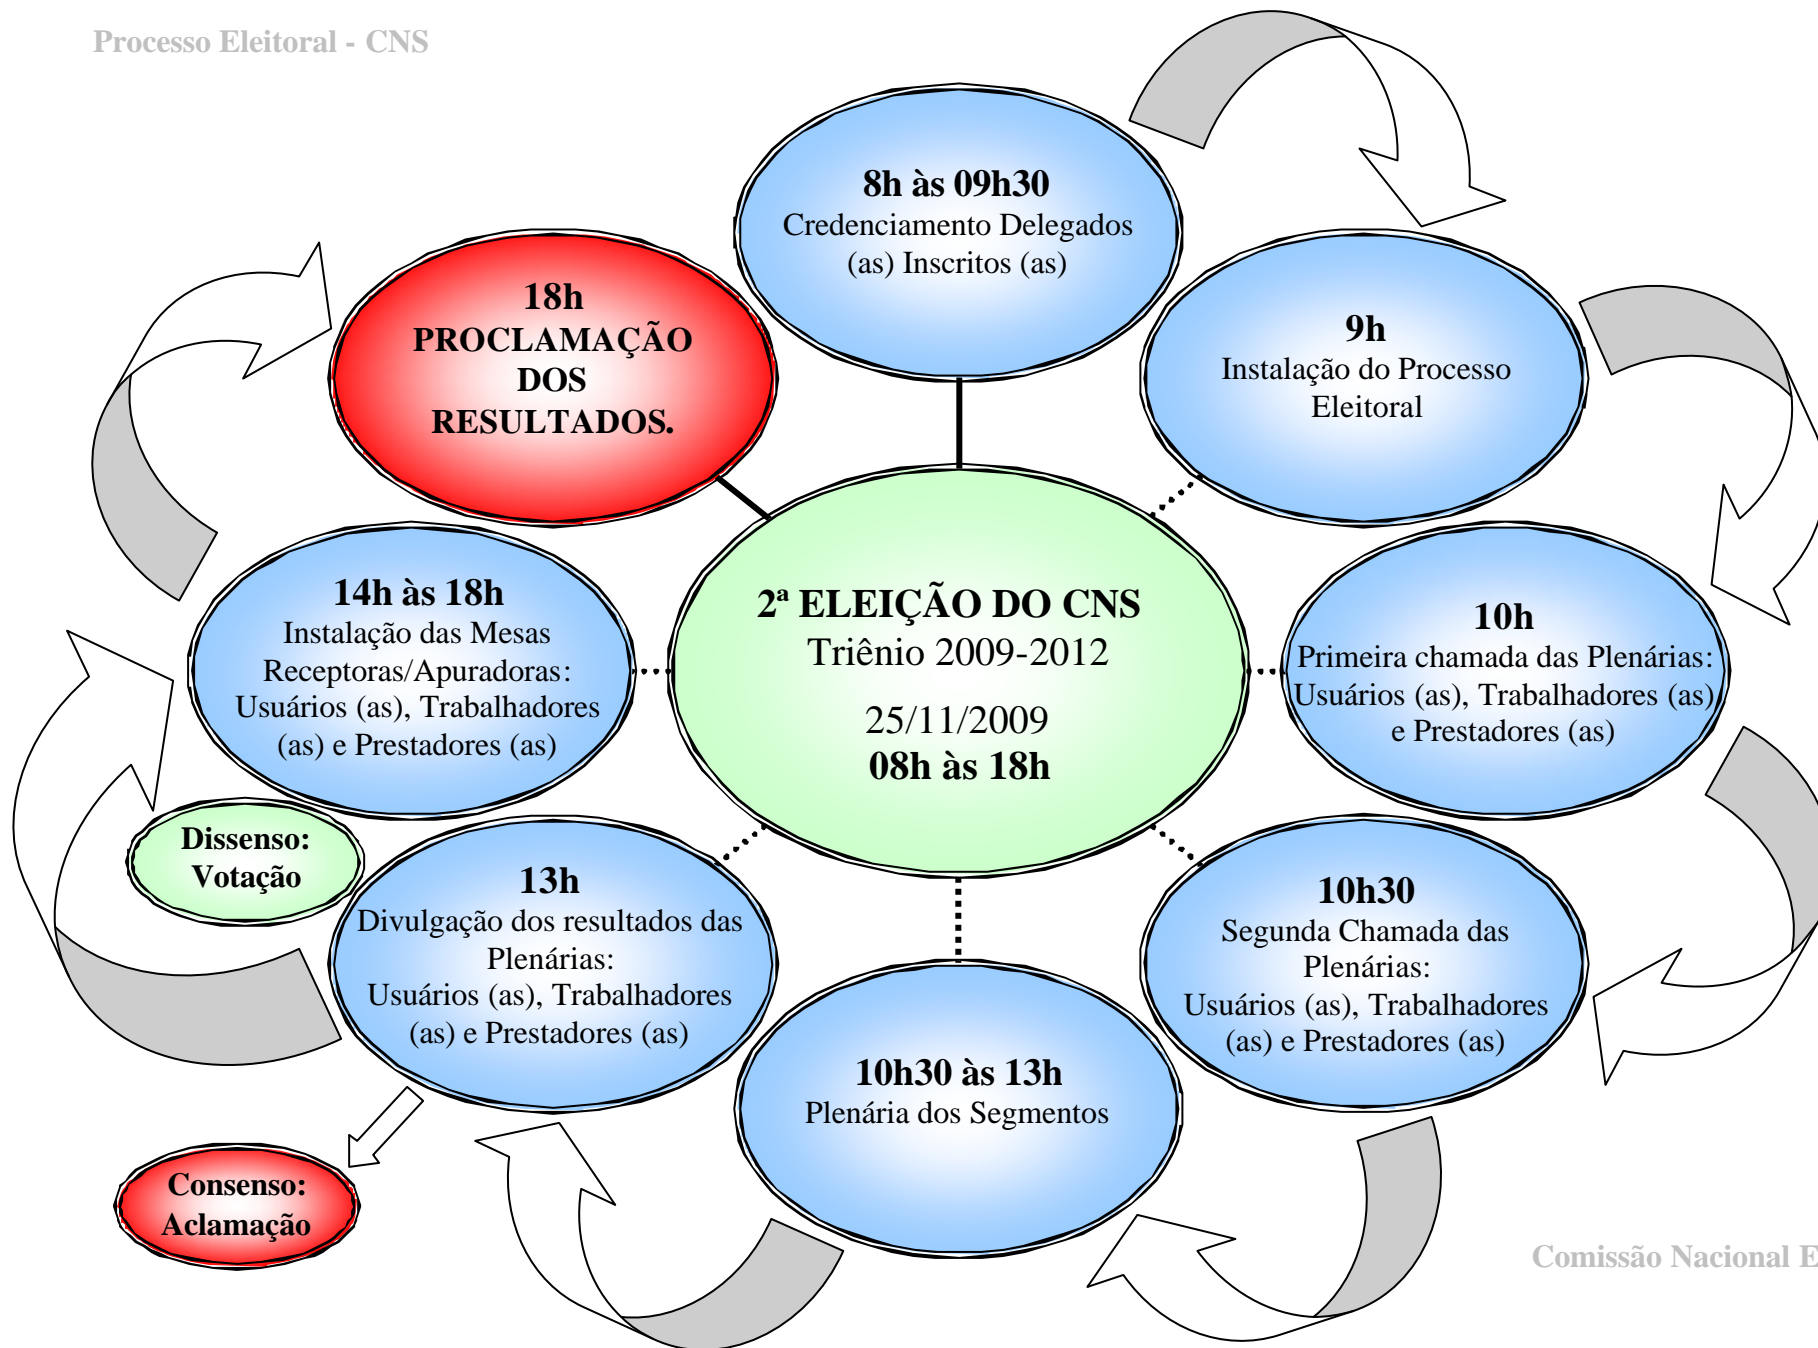 Processo Eleitoral - CNS
8h às 09h30
Credenciamento Delegados
(as) Inscritos (as)
9h
Instalação do Processo
Eleitoral
10h
Primeira chamada das Plenárias:
Usuários (as), Trabalhadores (as)
e Prestadores (as)
10h30
Segunda Chamada das
Plenárias:
Usuários (as), Trabalhadores
(as) e Prestadores (as)
10h30 às 13h
Plenária dos Segmentos
13h
Divulgação dos resultados das
Plenárias:
Usuários (as), Trabalhadores
(as) e Prestadores (as)
Consenso:
Aclamação
Dissenso:
Votação
14h às 18h
Instalação das Mesas
Receptoras/Apuradoras:
Usuários (as), Trabalhadores
(as) e Prestadores (as)
18h
PROCLAMAÇÃO
DOS
RESULTADOS.
2ª ELEIÇÃO DO CNS
Triênio 2009-2012
25/11/2009
08h às 18h
Comissão Nacional E